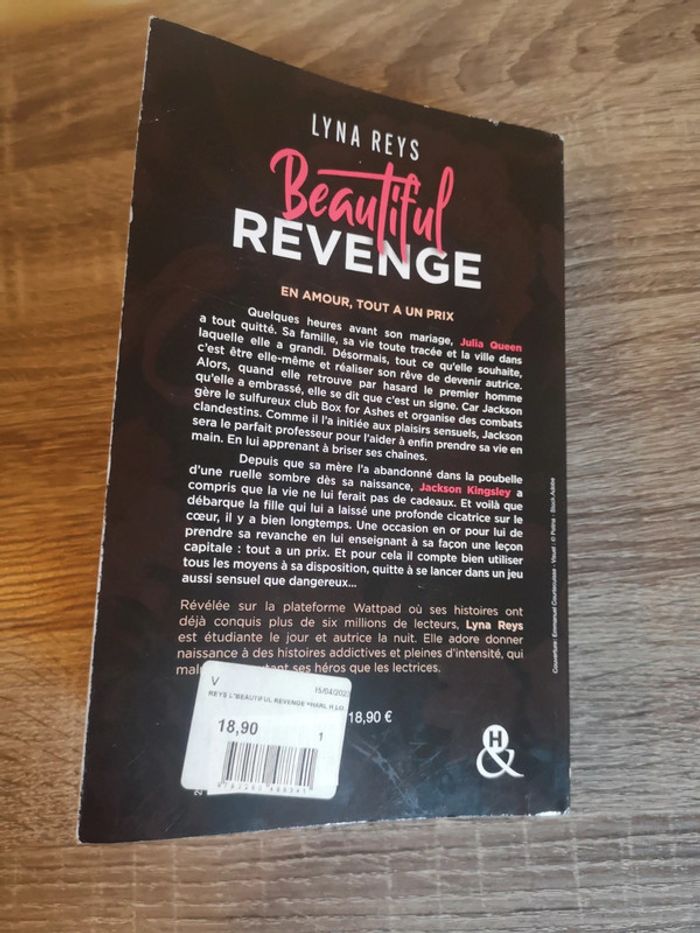 LYNA REYS
Beautiful
REVENGE
EN AMOUR, TOUT A UN PRIX
Quelques heures avant son mariage, Julia Queen
a tout quitté. Sa famille, sa vie toute tracée et la ville dans
laquelle elle a grandi. Désormais, tout ce qu'elle souhaite,
c'est être elle-même et réaliser son rêve de devenir autrice.
Alors, quand elle retrouve par hasard le premier homme
qu'elle a embrassé, elle se dit que c'est un signe. Car Jackson
gère le sulfureux club Box for Ashes et organise des combats
clandestins. Comme il l'a initiée aux plaisirs sensuels, Jackson
sera le parfait professeur pour l'aider à enfin prendre sa vie en
main. En lui apprenant à briser ses chaînes.
Depuis que sa mère l'a abandonné dans la poubelle
d'une ruelle sombre dès sa naissance, Jackson Kingsley a
compris que la vie ne lui ferait pas de cadeaux. Et voilà que
débarque la fille qui lui a laissé une profonde cicatrice sur le
cœur, il y a bien longtemps. Une occasion en or pour lui de
prendre sa revanche en lui enseignant à sa façon une leçon
capitale : tout a un prix. Et pour cela il compte bien utiliser
tous les moyens à sa disposition, quitte à se lancer dans un jeu
aussi sensuel que dangereux...
Révélée sur la plateforme Wattpad où ses histoires ont
déjà conquis plus de six millions de lecteurs, Lyna Reys
est étudiante le jour et autrice la nuit. Elle adore donner
naissance à des histoires addictives et pleines d'intensité, qui
ses héros que les lectrices.
18,90 €
V
REYS L*BEAUTIFUL REVENGE *HARL H LO
18,90
1
H
&
Couverture : Emmanuel Courteculisse - Visuel : © Polina - Stock.Adobe